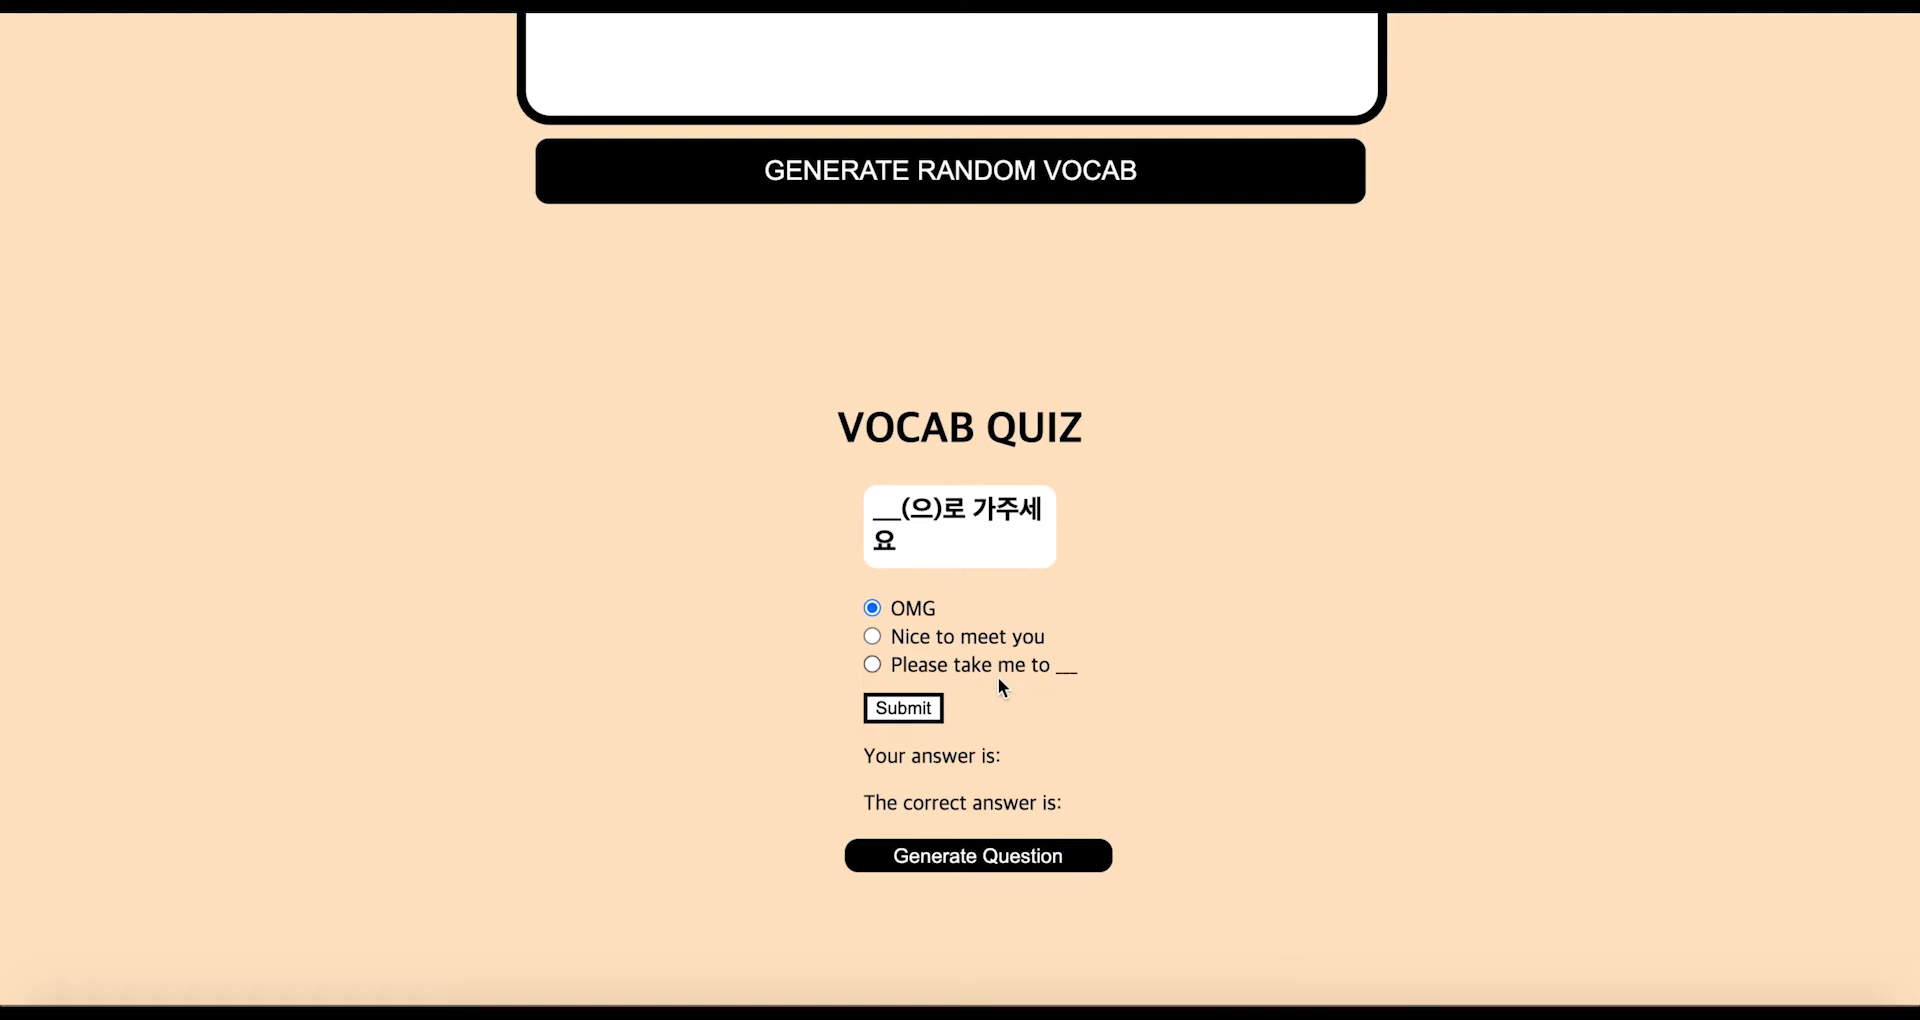 GENERATE RANDOM VOCAB
VOCAB QUIZ
__(으)로 가주세
요
OMG
Nice to meet you
Please take me to __
Submit
Your answer is:
The correct answer is:
Generate Question